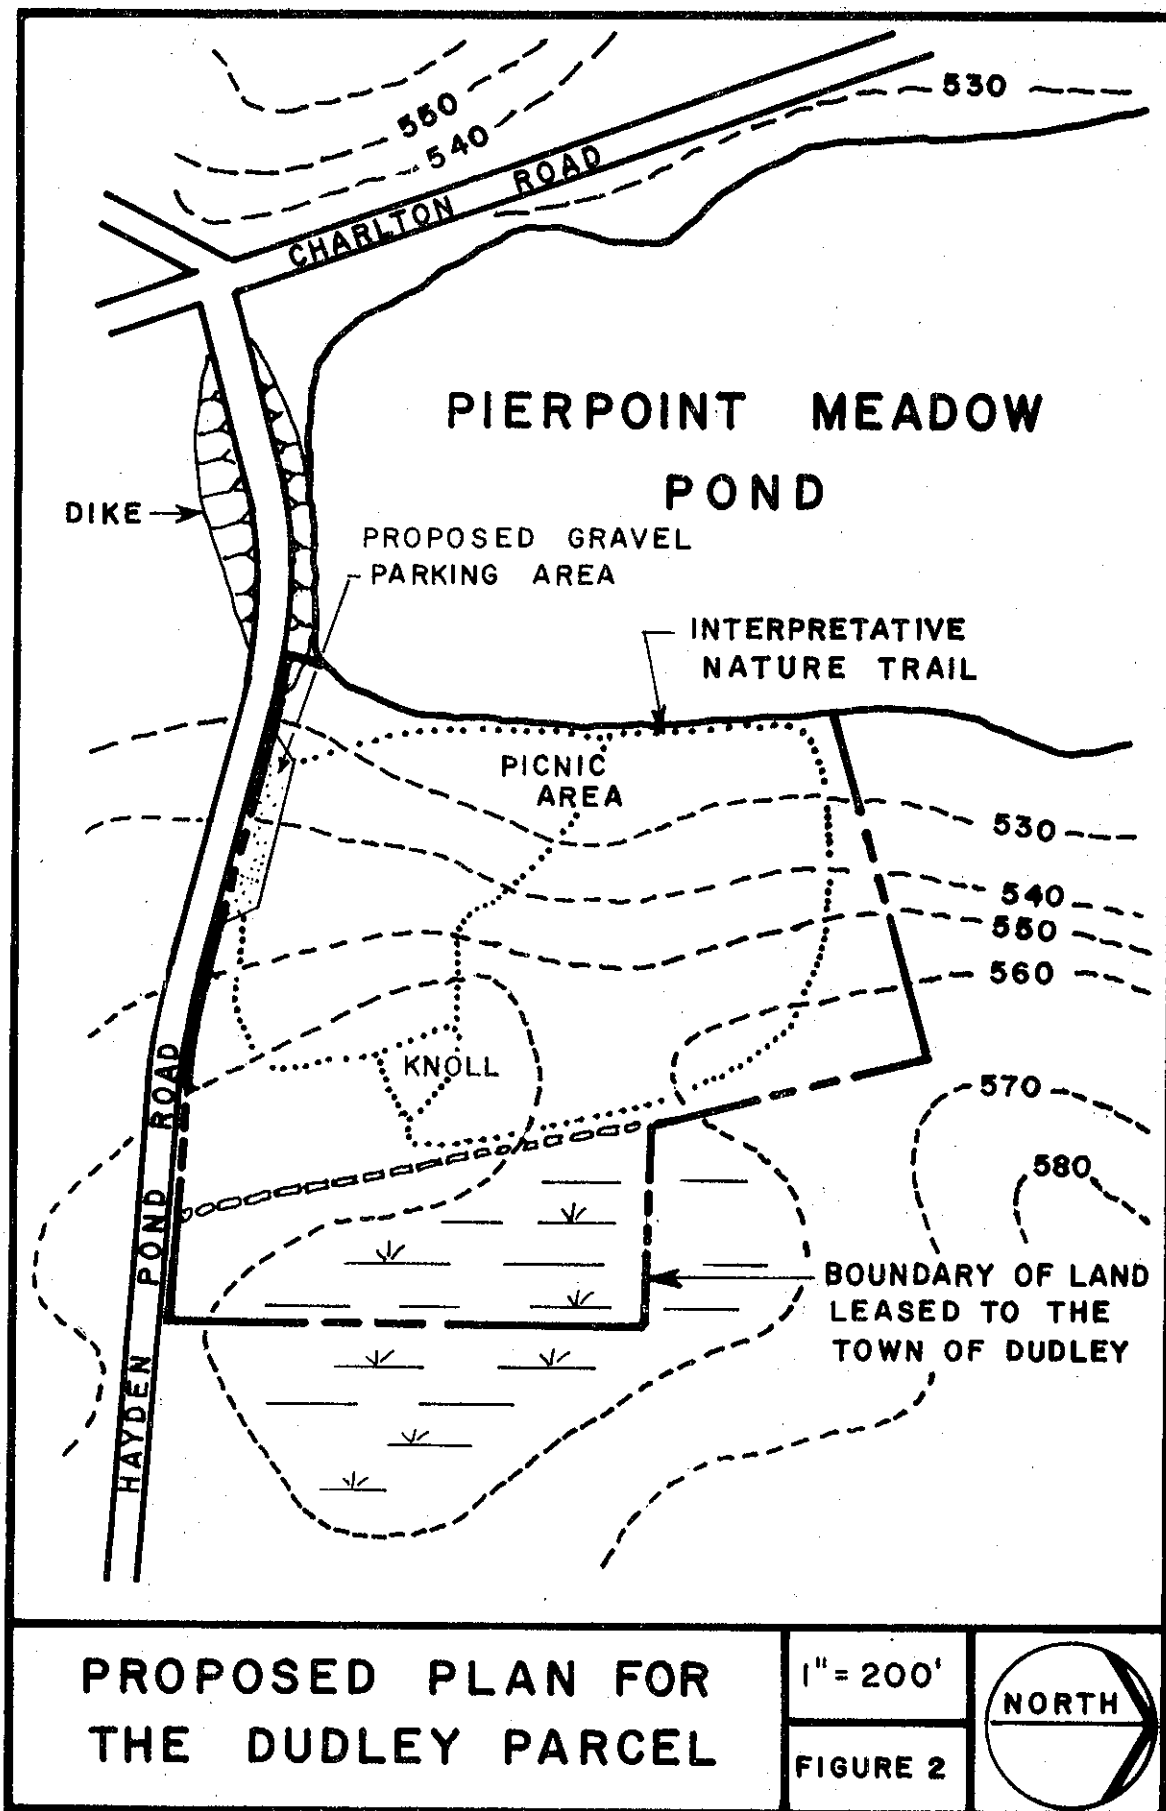 530
550
540
CHARLTON ROAD
PIERPOINT MEADOW
POND
DIKE
PROPOSED GRAVEL
PARKING AREA
INTERPRETATIVE
NATURE TRAIL
PICNIC
AREA
530
540
550
560
KNOLL
570
580
HAYDEN POND ROAD
BOUNDARY OF LAND
LEASED TO THE
TOWN OF DUDLEY
PROPOSED PLAN FOR
THE DUDLEY PARCEL
1" = 200'
FIGURE 2
NORTH